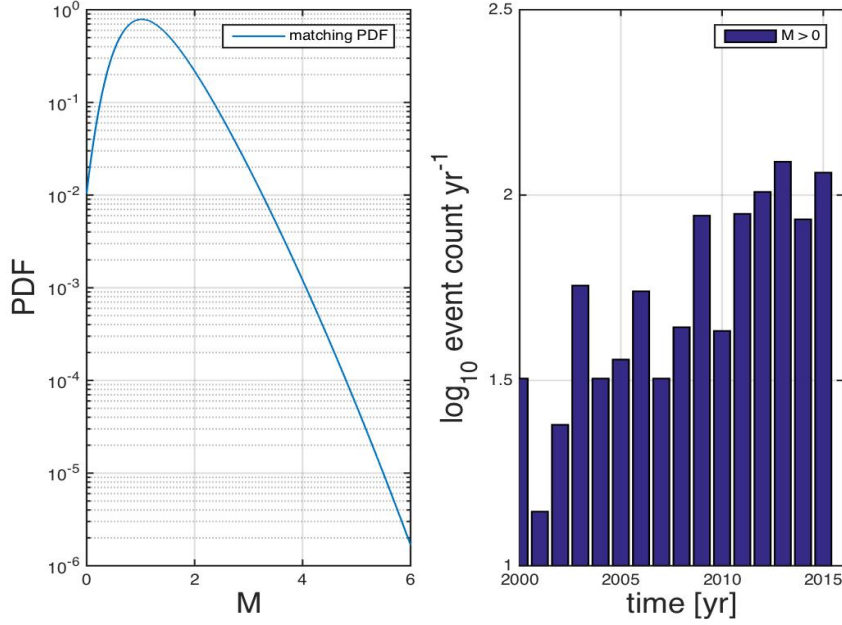 matching PDF
10^0
10^-1
10^-2
10^-3
10^-4
10^-5
10^-6
PDF
0 2 4 6
M
M > 0
2.5
2
1.5
1
log_10 event count yr^-1
2000 2005 2010 2015
time [yr]